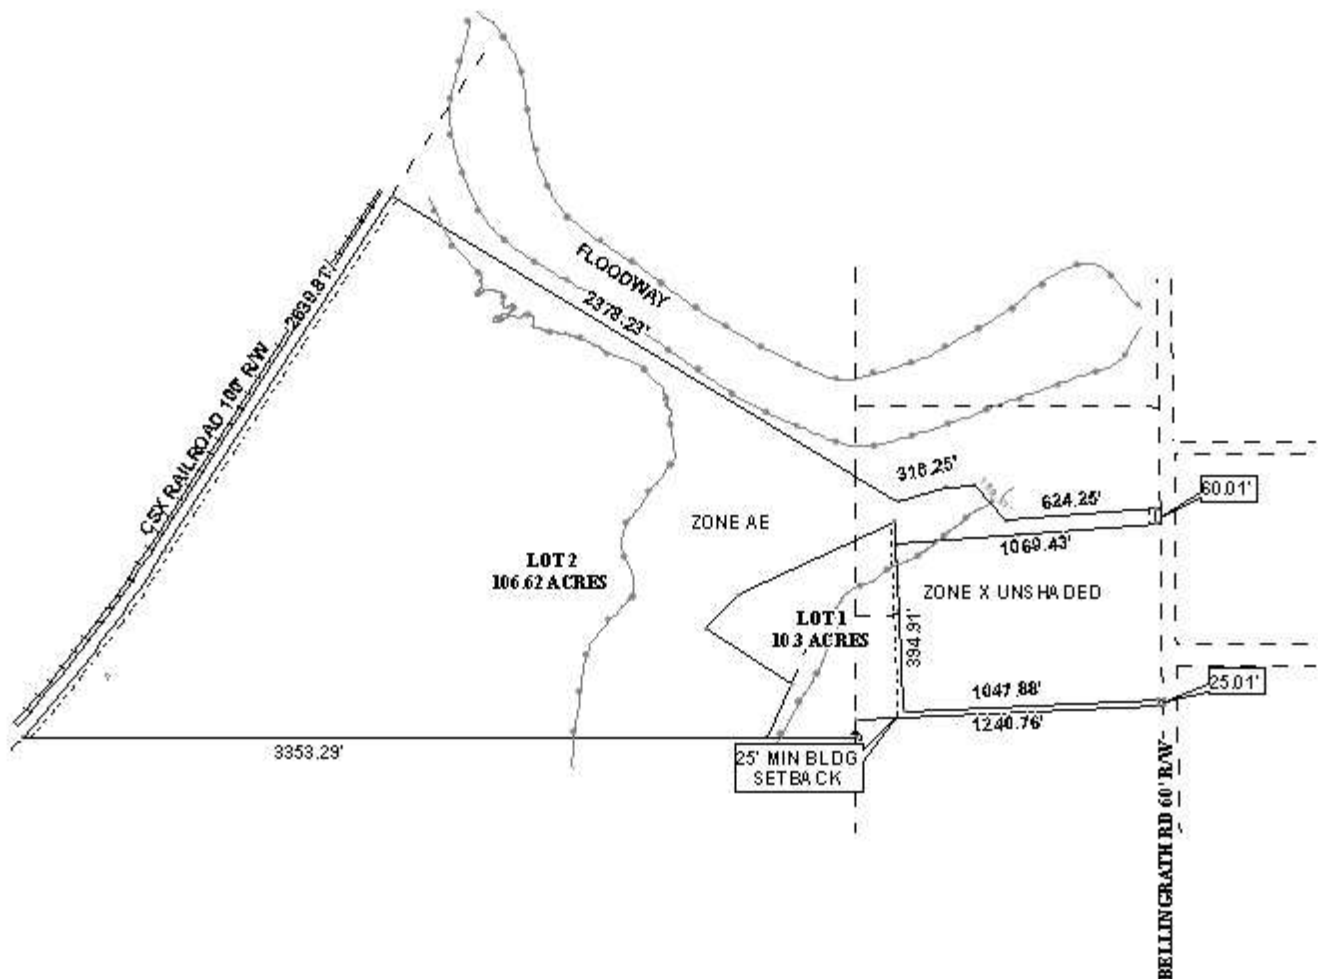 FLOODWAY
2378.23'
2639.81'
CSX RAILROAD 100' R/W
318.25'
624.25'
60.01'
1069.43'
ZONE AE
LOT 2
106.62 ACRES
ZONE X UNSHADED
LOT 1
10.3 ACRES
394.91'
1047.88'
25.01'
1240.76'
3353.29'
25' MIN BLDG
SETBACK
BELLINGRATH RD 60' R/W